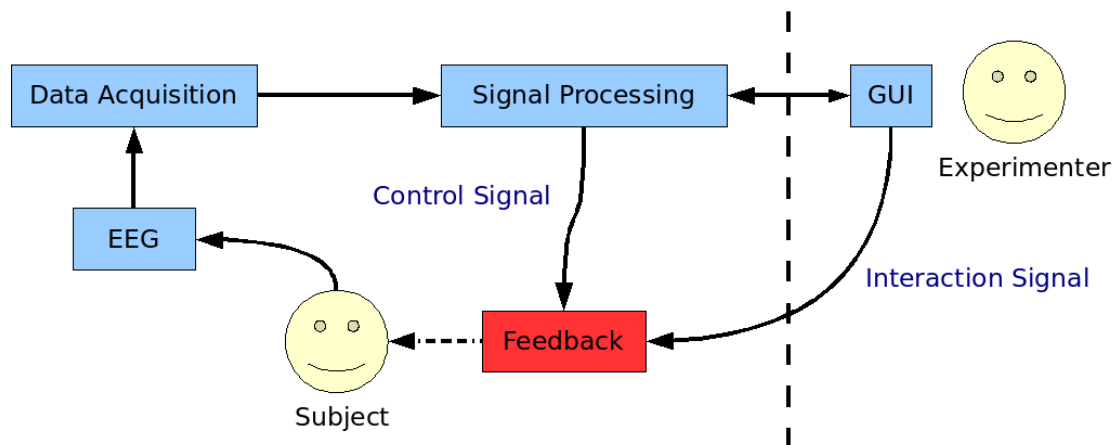 Data Acquisition
Signal Processing
GUI
Experimenter
Control Signal
EEG
Interaction Signal
Feedback
Subject